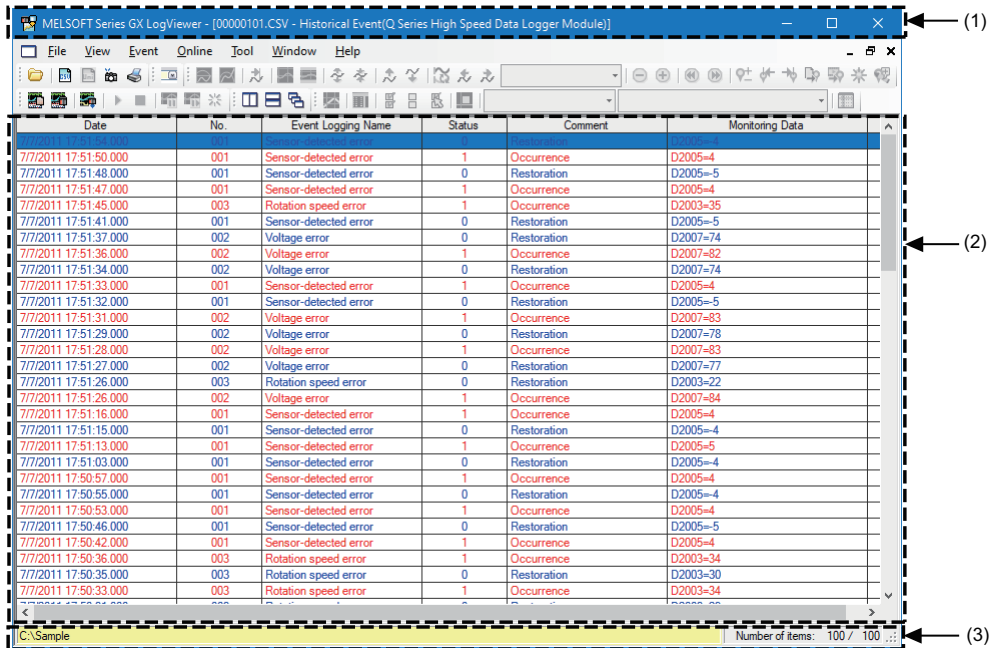 MELSOFT Series GX LogViewer - [00000101.CSV - Historical Event(Q Series High Speed Data Logger Module)]
(1)
File View Event Online Tool Window Help
Date No. Event Logging Name Status Comment Monitoring Data
7/7/2011 17:51:54.000 001 Sensor-detected error 0 Restoration D2005=-4
7/7/2011 17:51:50.000 001 Sensor-detected error 1 Occurrence D2005=4
7/7/2011 17:51:48.000 001 Sensor-detected error 0 Restoration D2005=-5
7/7/2011 17:51:47.000 001 Sensor-detected error 1 Occurrence D2005=4
7/7/2011 17:51:45.000 003 Rotation speed error 1 Occurrence D2003=35
7/7/2011 17:51:41.000 001 Sensor-detected error 0 Restoration D2005=-5
7/7/2011 17:51:37.000 002 Voltage error 0 Restoration D2007=74
(2)
7/7/2011 17:51:36.000 002 Voltage error 1 Occurrence D2007=82
7/7/2011 17:51:34.000 002 Voltage error 0 Restoration D2007=74
7/7/2011 17:51:33.000 001 Sensor-detected error 1 Occurrence D2005=4
7/7/2011 17:51:32.000 001 Sensor-detected error 0 Restoration D2005=-5
7/7/2011 17:51:31.000 002 Voltage error 1 Occurrence D2007=83
7/7/2011 17:51:29.000 002 Voltage error 0 Restoration D2007=78
7/7/2011 17:51:28.000 002 Voltage error 1 Occurrence D2007=83
7/7/2011 17:51:27.000 002 Voltage error 0 Restoration D2007=77
7/7/2011 17:51:26.000 003 Rotation speed error 0 Restoration D2003=22
7/7/2011 17:51:26.000 002 Voltage error 1 Occurrence D2007=84
7/7/2011 17:51:16.000 001 Sensor-detected error 1 Occurrence D2005=4
7/7/2011 17:51:15.000 001 Sensor-detected error 0 Restoration D2005=-4
7/7/2011 17:51:13.000 001 Sensor-detected error 1 Occurrence D2005=5
7/7/2011 17:51:03.000 001 Sensor-detected error 0 Restoration D2005=-4
7/7/2011 17:50:57.000 001 Sensor-detected error 1 Occurrence D2005=4
7/7/2011 17:50:55.000 001 Sensor-detected error 0 Restoration D2005=-4
7/7/2011 17:50:53.000 001 Sensor-detected error 1 Occurrence D2005=4
7/7/2011 17:50:46.000 001 Sensor-detected error 0 Restoration D2005=-5
7/7/2011 17:50:42.000 001 Sensor-detected error 1 Occurrence D2005=4
7/7/2011 17:50:36.000 003 Rotation speed error 1 Occurrence D2003=34
7/7/2011 17:50:35.000 003 Rotation speed error 0 Restoration D2003=30
7/7/2011 17:50:33.000 003 Rotation speed error 1 Occurrence D2003=34
C:\Sample Number of items: 100 / 100
(3)